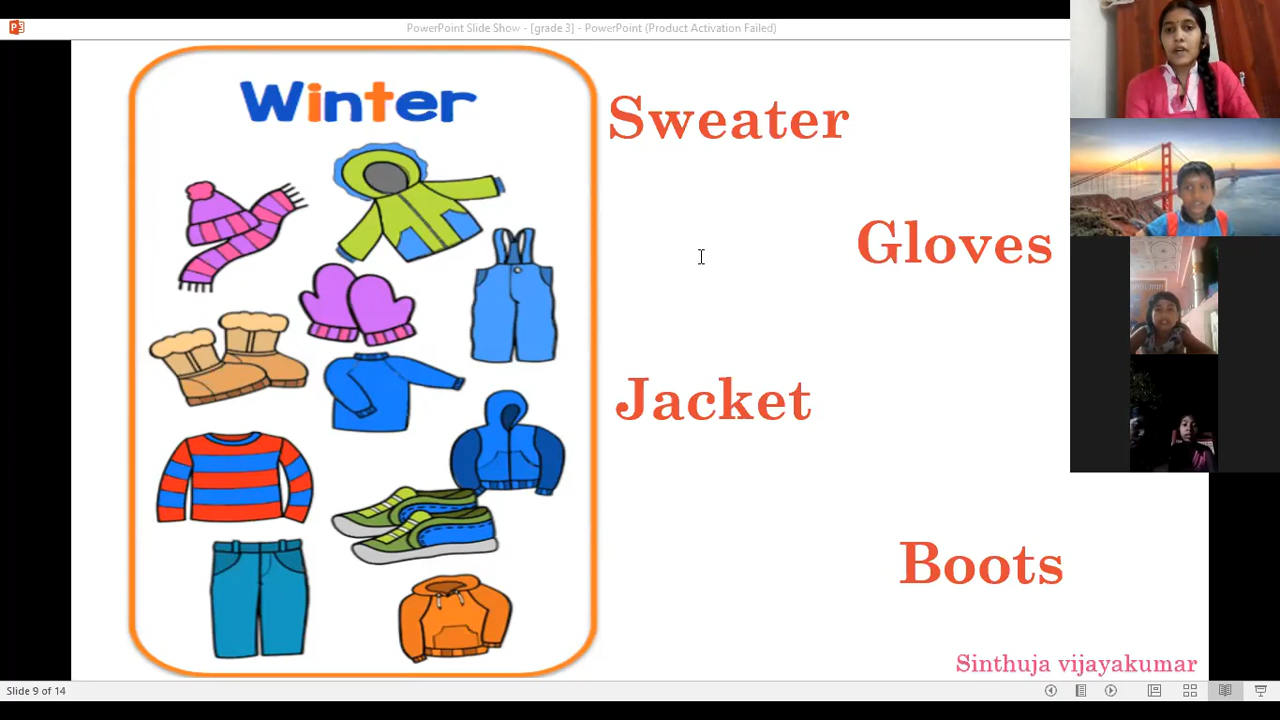 PowerPoint Slide Show - [grade 3] - PowerPoint (Product Activation Failed)
Winter
Sweater
Gloves
Jacket
Boots
Sinthuja vijayakumar
Slide 9 of 14